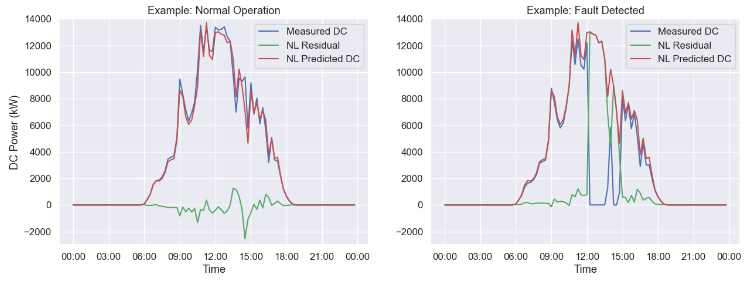 Example: Normal Operation
DC Power (kW)
14000
12000
10000
8000
6000
4000
2000
0
−2000
Measured DC
NL Residual
NL Predicted DC
00:00 03:00 06:00 09:00 12:00 15:00 18:00 21:00 00:00
Time
Example: Fault Detected
14000
12000
10000
8000
6000
4000
2000
0
−2000
Measured DC
NL Residual
NL Predicted DC
00:00 03:00 06:00 09:00 12:00 15:00 18:00 21:00 00:00
Time